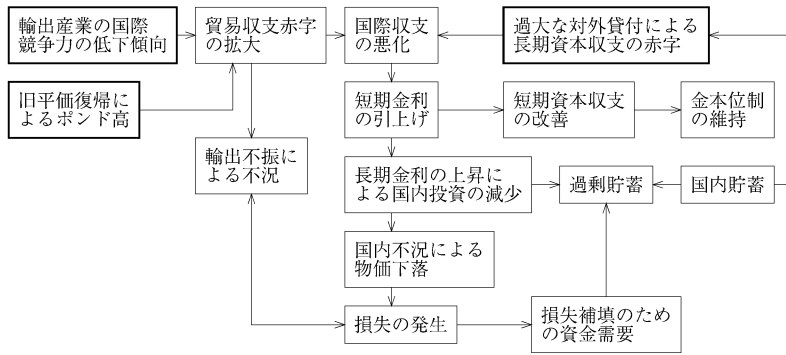 輸出産業の国際
競争力の低下傾向
貿易収支赤字
の拡大
国際収支
の悪化
過大な対外貸付による
長期資本収支の赤字
旧平価復帰に
よるポンド高
短期金利
の引上げ
短期資本収支
の改善
金本位制
の維持
輸出不振に
よる不況
長期金利の上昇に
よる国内投資の減少
過剰貯蓄
国内貯蓄
国内不況による
物価下落
損失の発生
損失補填のため
の資金需要